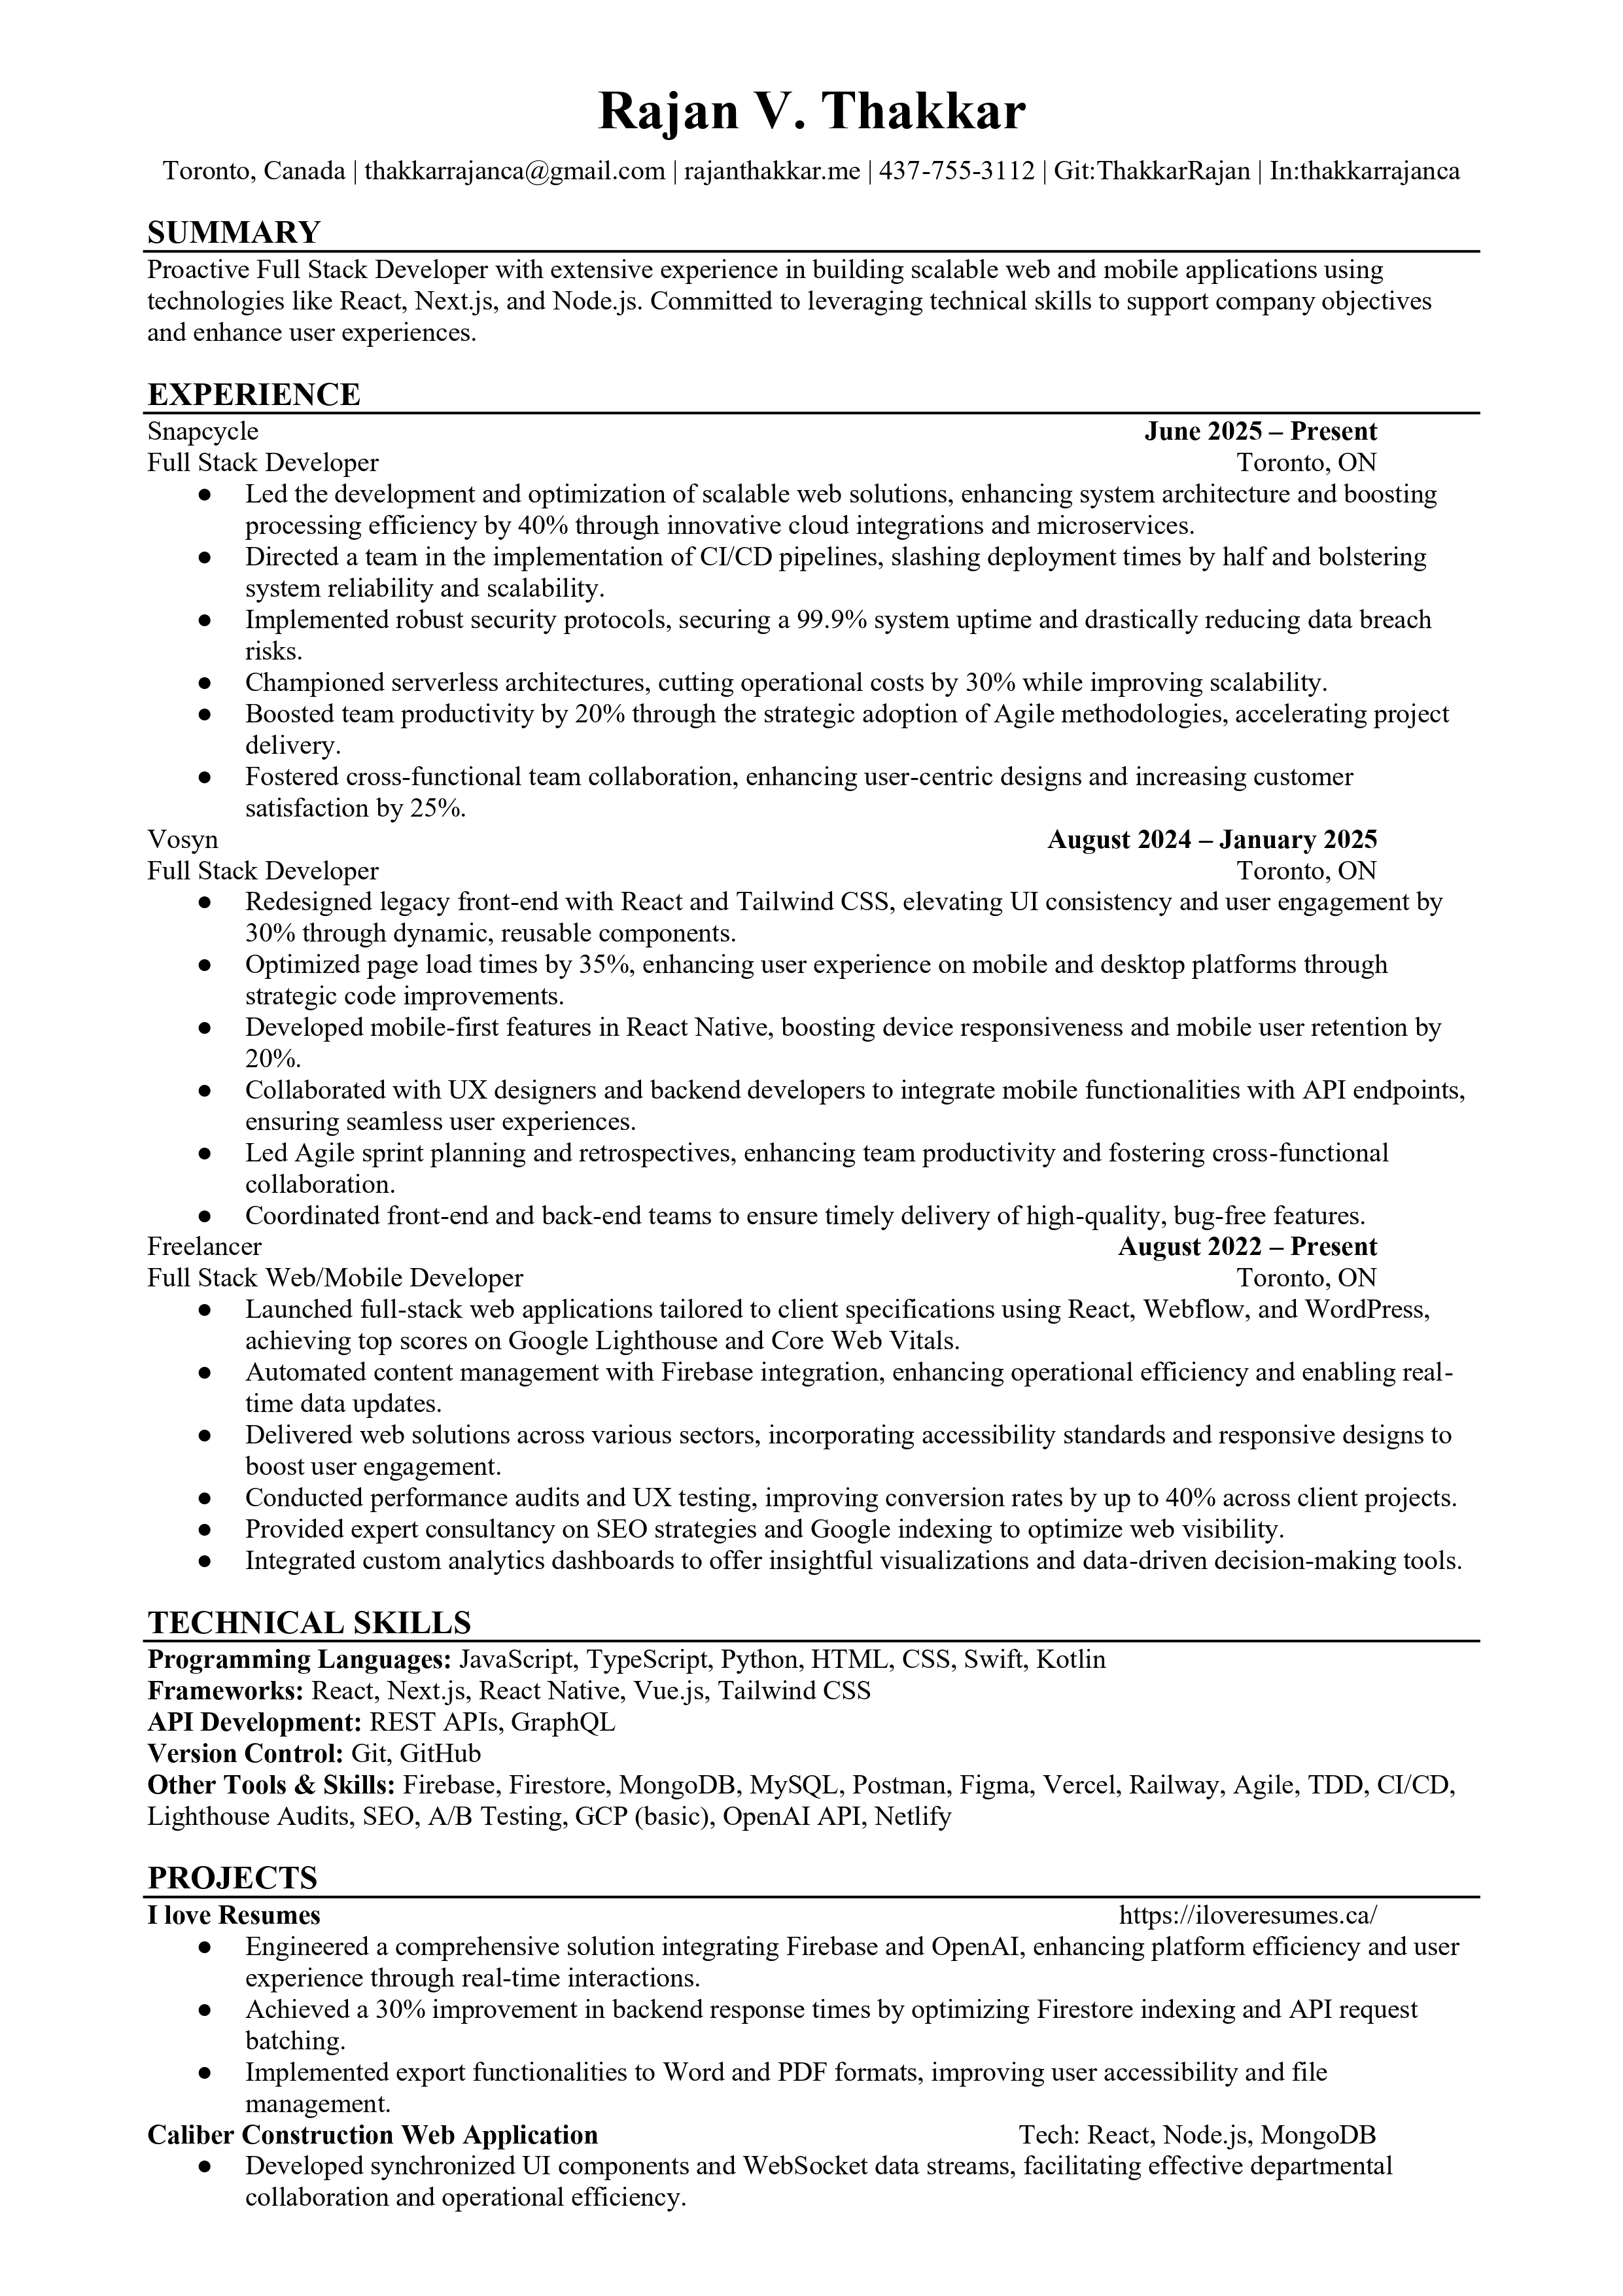 Rajan V. Thakkar
Toronto, Canada | thakkarrajanca@gmail.com | rajanthakkar.me | 437-755-3112 | Git:ThakkarRajan | In:thakkarrajanca
SUMMARY
Proactive Full Stack Developer with extensive experience in building scalable web and mobile applications using
technologies like React, Next.js, and Node.js. Committed to leveraging technical skills to support company objectives
and enhance user experiences.
EXPERIENCE
Snapcycle June 2025 – Present
Full Stack Developer Toronto, ON
● Led the development and optimization of scalable web solutions, enhancing system architecture and boosting
processing efficiency by 40% through innovative cloud integrations and microservices.
● Directed a team in the implementation of CI/CD pipelines, slashing deployment times by half and bolstering
system reliability and scalability.
● Implemented robust security protocols, securing a 99.9% system uptime and drastically reducing data breach
risks.
● Championed serverless architectures, cutting operational costs by 30% while improving scalability.
● Boosted team productivity by 20% through the strategic adoption of Agile methodologies, accelerating project
delivery.
● Fostered cross-functional team collaboration, enhancing user-centric designs and increasing customer
satisfaction by 25%.
Vosyn August 2024 – January 2025
Full Stack Developer Toronto, ON
● Redesigned legacy front-end with React and Tailwind CSS, elevating UI consistency and user engagement by
30% through dynamic, reusable components.
● Optimized page load times by 35%, enhancing user experience on mobile and desktop platforms through
strategic code improvements.
● Developed mobile-first features in React Native, boosting device responsiveness and mobile user retention by
20%.
● Collaborated with UX designers and backend developers to integrate mobile functionalities with API endpoints,
ensuring seamless user experiences.
● Led Agile sprint planning and retrospectives, enhancing team productivity and fostering cross-functional
collaboration.
● Coordinated front-end and back-end teams to ensure timely delivery of high-quality, bug-free features.
Freelancer August 2022 – Present
Full Stack Web/Mobile Developer Toronto, ON
● Launched full-stack web applications tailored to client specifications using React, Webflow, and WordPress,
achieving top scores on Google Lighthouse and Core Web Vitals.
● Automated content management with Firebase integration, enhancing operational efficiency and enabling real-
time data updates.
● Delivered web solutions across various sectors, incorporating accessibility standards and responsive designs to
boost user engagement.
● Conducted performance audits and UX testing, improving conversion rates by up to 40% across client projects.
● Provided expert consultancy on SEO strategies and Google indexing to optimize web visibility.
● Integrated custom analytics dashboards to offer insightful visualizations and data-driven decision-making tools.
TECHNICAL SKILLS
Programming Languages: JavaScript, TypeScript, Python, HTML, CSS, Swift, Kotlin
Frameworks: React, Next.js, React Native, Vue.js, Tailwind CSS
API Development: REST APIs, GraphQL
Version Control: Git, GitHub
Other Tools & Skills: Firebase, Firestore, MongoDB, MySQL, Postman, Figma, Vercel, Railway, Agile, TDD, CI/CD,
Lighthouse Audits, SEO, A/B Testing, GCP (basic), OpenAI API, Netlify
PROJECTS
I love Resumes https://iloveresumes.ca/
● Engineered a comprehensive solution integrating Firebase and OpenAI, enhancing platform efficiency and user
experience through real-time interactions.
● Achieved a 30% improvement in backend response times by optimizing Firestore indexing and API request
batching.
● Implemented export functionalities to Word and PDF formats, improving user accessibility and file
management.
Caliber Construction Web Application Tech: React, Node.js, MongoDB
● Developed synchronized UI components and WebSocket data streams, facilitating effective departmental
collaboration and operational efficiency.